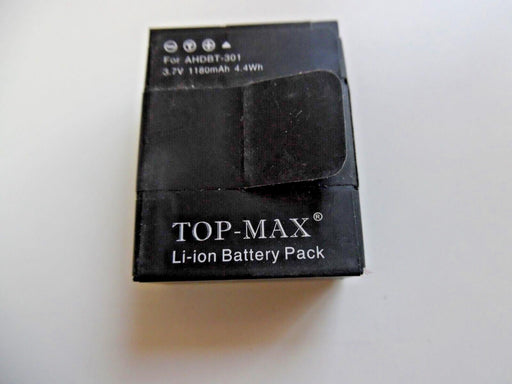 For AHDBT-301
3.7V 1180mAh 4.4Wh
TOP-MAX®
Li-ion Battery Pack